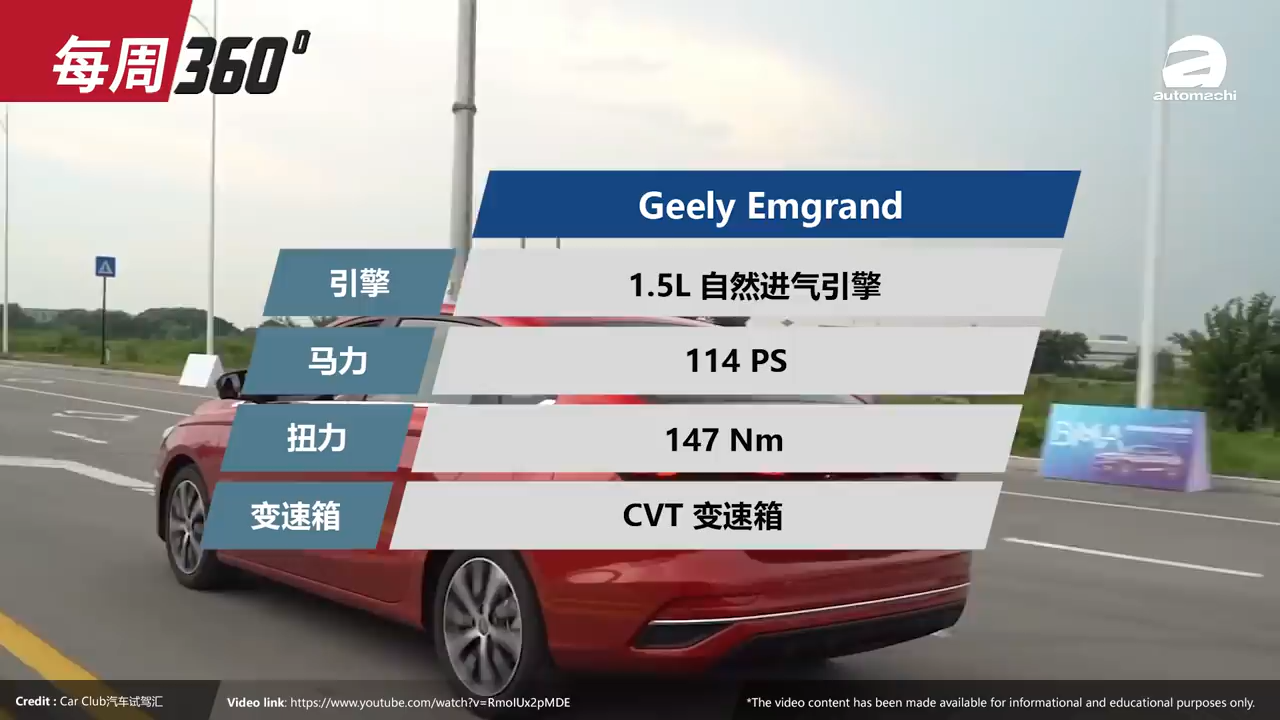 每周360°
automachi
Geely Emgrand
引擎 1.5L 自然进气引擎
马力 114 PS
扭力 147 Nm
变速箱 CVT 变速箱
BMA
Credit : Car Club汽车试驾汇
Video link: https://www.youtube.com/watch?v=RmoIUx2pMDE
*The video content has been made available for informational and educational purposes only.